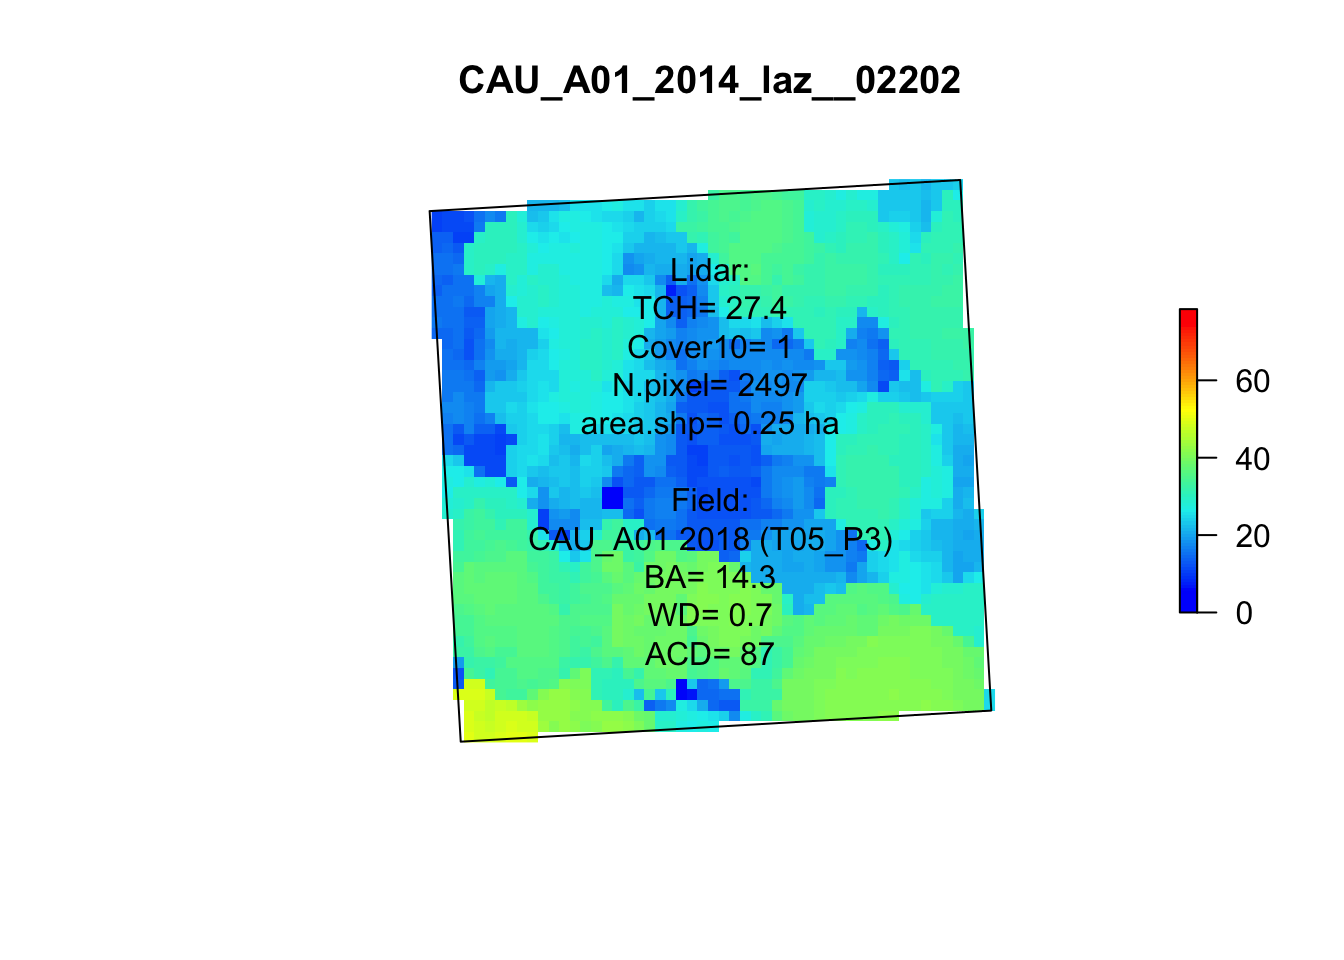 CAU_A01_2014_laz__02202
Lidar:
TCH= 27.4
Cover10= 1
N.pixel= 2497
area.shp= 0.25 ha
Field:
CAU_A01 2018 (T05_P3)
BA= 14.3
WD= 0.7
ACD= 87
60
40
20
0